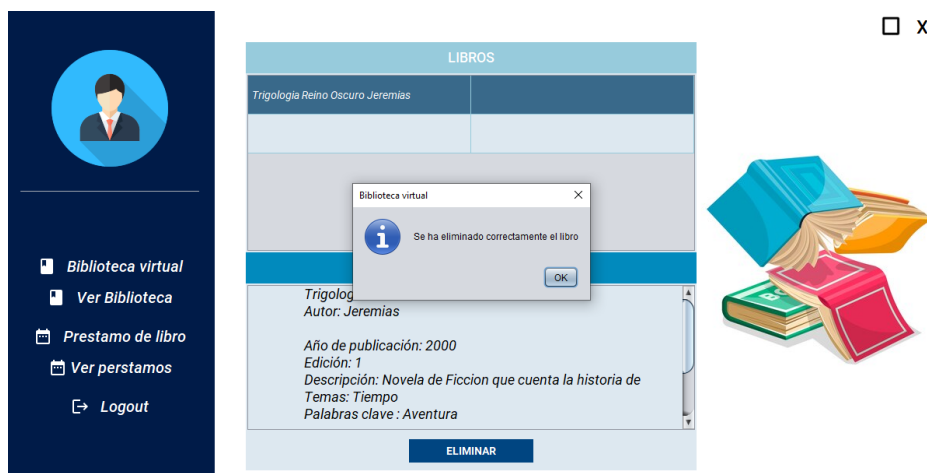 X
LIBROS
Trigologia Reino Oscuro Jeremias
Biblioteca virtual
Se ha eliminado correctamente el libro
OK
Biblioteca virtual
Ver Biblioteca
Prestamo de libro
Ver perstamos
Logout
Trigolog
Autor: Jeremias
Año de publicación: 2000
Edición: 1
Descripción: Novela de Ficcion que cuenta la historia de
Temas: Tiempo
Palabras clave : Aventura
ELIMINAR